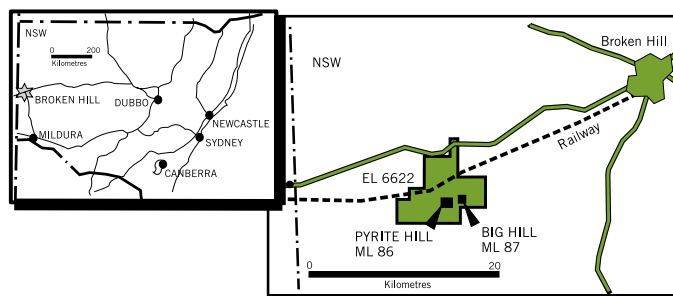 NSW
0 200
Kilometres
BROKEN HILL
DUBBO
NEWCASTLE
MILDURA
SYDNEY
CANBERRA
Broken Hill
NSW
Railway
EL 6622
PYRITE HILL
ML 86
BIG HILL
ML 87
0 20
Kilometres